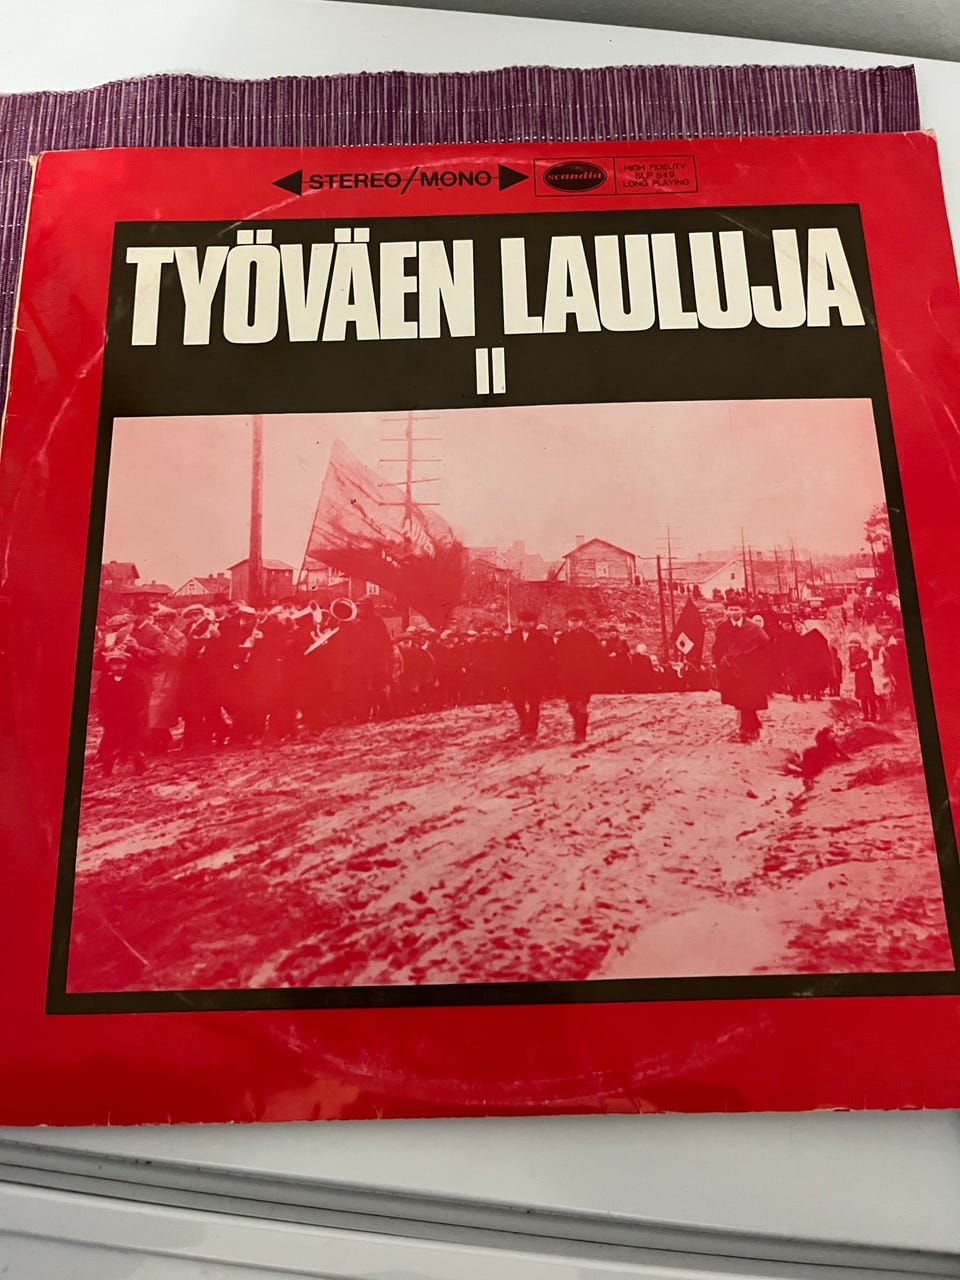 STEREO/MONO
scandia
HIGH FIDELITY
SLP 549
LONG PLAYING
TYÖVÄEN LAULUJA
II